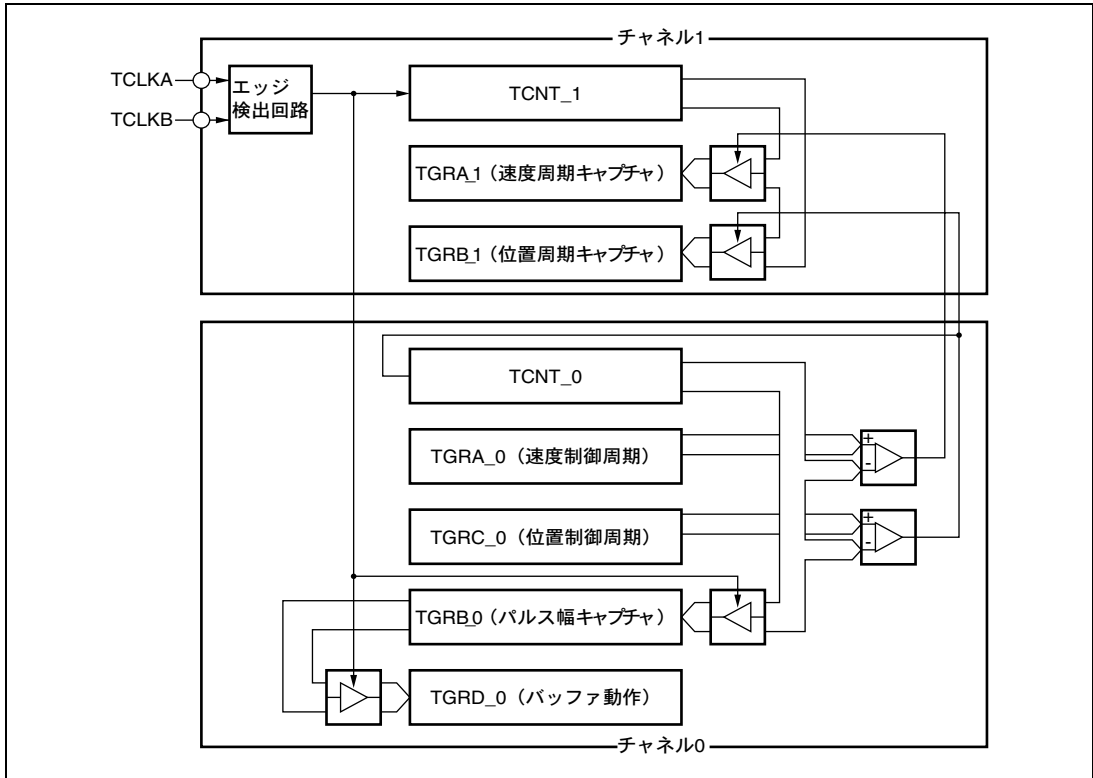 チャネル1
TCLKA
TCLKB
エッジ
検出回路
TCNT_1
TGRA_1（速度周期キャプチャ）
TGRB_1（位置周期キャプチャ）
TCNT_0
TGRA_0（速度制御周期）
+
-
TGRC_0（位置制御周期）
+
-
TGRB_0（パルス幅キャプチャ）
TGRD_0（バッファ動作）
チャネル0